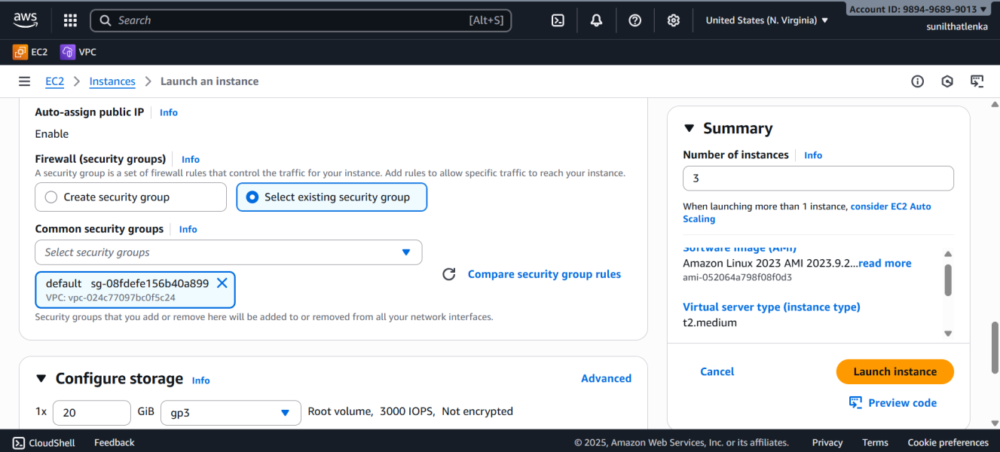 aws
Search [Alt+S]
United States (N. Virginia) ▼
Account ID: 9894-9689-9013 ▼
sunilthatlenka
EC2 VPC
EC2 > Instances > Launch an instance
Auto-assign public IP Info
Enable
Firewall (security groups) Info
A security group is a set of firewall rules that control the traffic for your instance. Add rules to allow specific traffic to reach your instance.
Create security group
Select existing security group
Common security groups Info
Select security groups
default sg-08fdefe156b40a899
VPC: vpc-024c77097bc0f5c24
Compare security group rules
Security groups that you add or remove here will be added to or removed from all your network interfaces.
Configure storage Info
Advanced
1x 20 GiB gp3 Root volume, 3000 IOPS, Not encrypted
Summary
Number of instances Info
3
When launching more than 1 instance, consider EC2 Auto
Scaling
Software Image (AMI)
Amazon Linux 2023 AMI 2023.9.2...read more
ami-052064a798f08f0d3
Virtual server type (instance type)
t2.medium
Cancel
Launch instance
Preview code
CloudShell Feedback
© 2025, Amazon Web Services, Inc. or its affiliates. Privacy Terms Cookie preferences